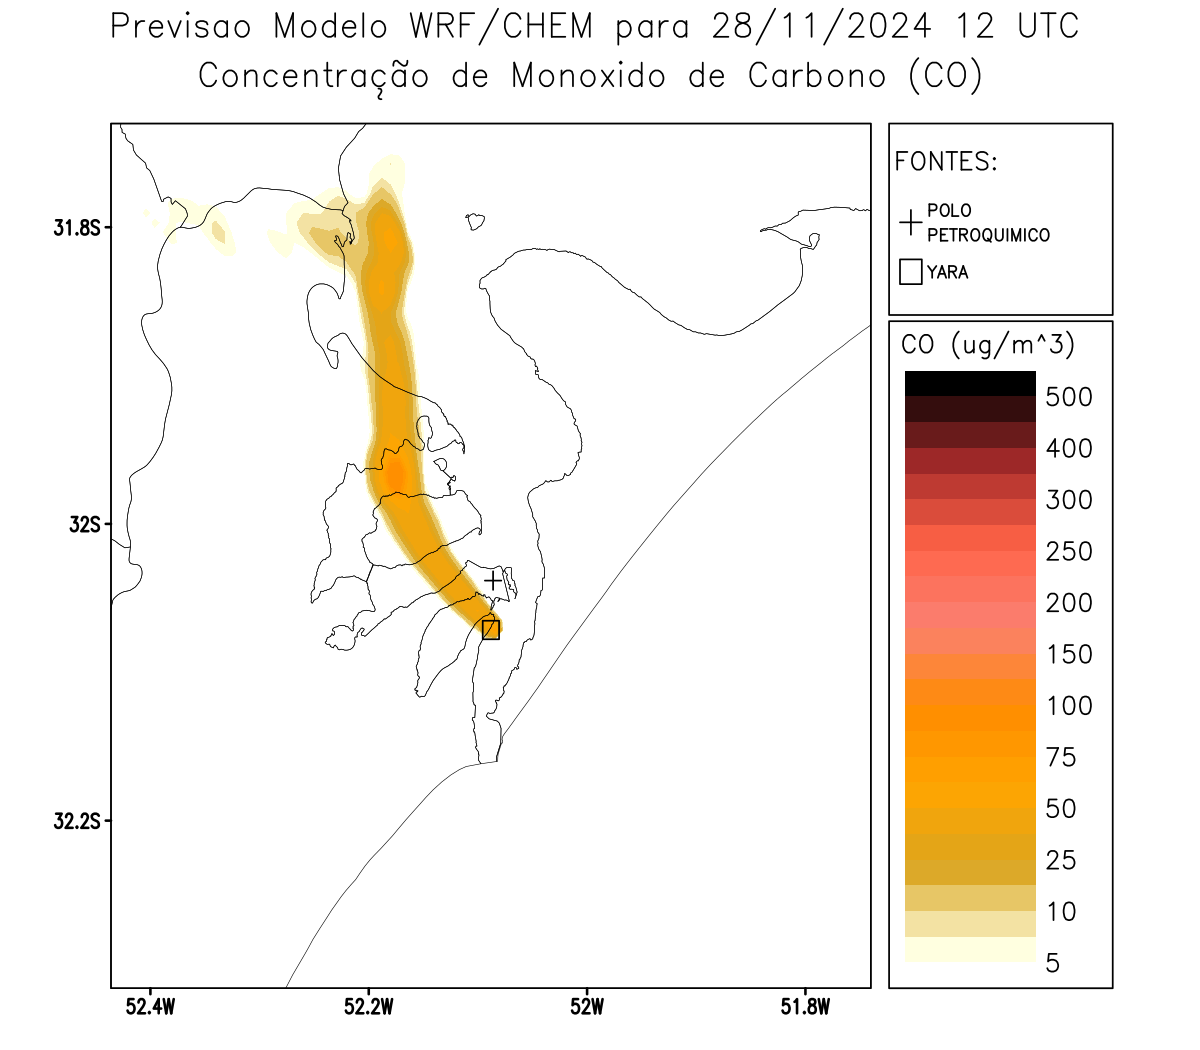 Previsao Modelo WRF/CHEM para 28/11/2024 12 UTC
Concentração de Monoxido de Carbono (CO)
FONTES:
POLO
PETROQUIMICO
YARA
CO (ug/m^3)
500
400
300
250
200
150
100
75
50
25
10
5
31.8S
32S
32.2S
52.4W
52.2W
52W
51.8W